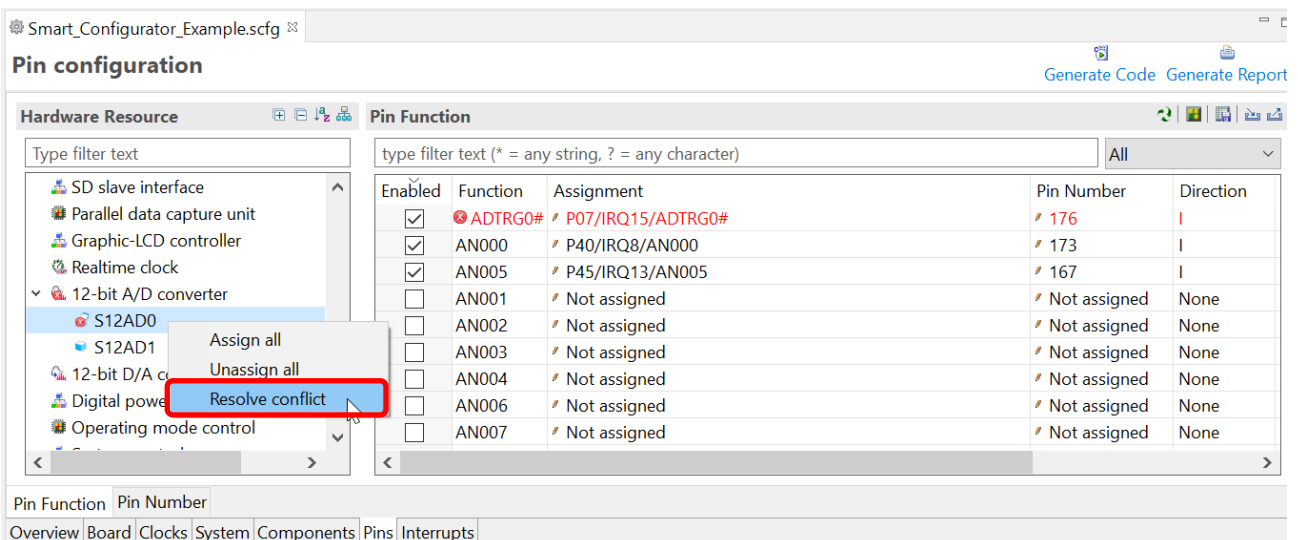 Smart_Configurator_Example.scfg
Pin configuration
Generate Code Generate Report
Hardware Resource
Type filter text
SD slave interface
Parallel data capture unit
Graphic-LCD controller
Realtime clock
12-bit A/D converter
S12AD0
S12AD1
12-bit D/A c
Digital powe
Operating mode control
Assign all
Unassign all
Resolve conflict
Pin Function
type filter text (* = any string, ? = any character)
All
Enabled Function Assignment Pin Number Direction
ADTRG0# P07/IRQ15/ADTRG0# 176 I
AN000 P40/IRQ8/AN000 173 I
AN005 P45/IRQ13/AN005 167 I
AN001 Not assigned Not assigned None
AN002 Not assigned Not assigned None
AN003 Not assigned Not assigned None
AN004 Not assigned Not assigned None
AN006 Not assigned Not assigned None
AN007 Not assigned Not assigned None
Pin Function Pin Number
Overview Board Clocks System Components Pins Interrupts